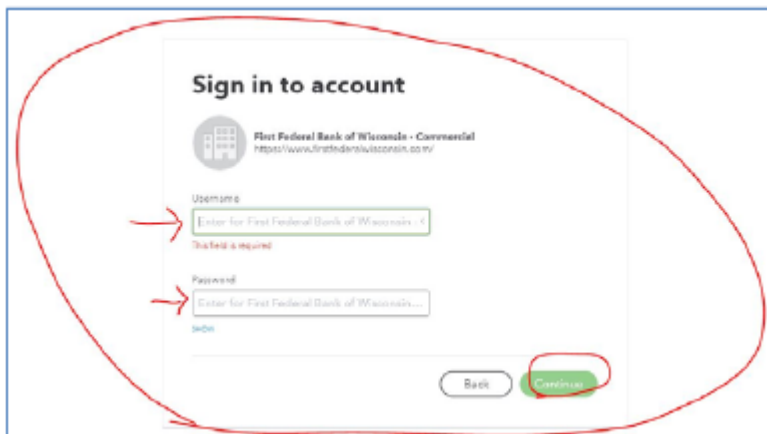 Sign in to account
First Federal Bank of Wisconsin - Commercial
https://www.firstfederalwisconsin.com/
Username
Enter for First Federal Bank of Wisconsin -
This field is required
Password
Enter for First Federal Bank of Wisconsin...
SHOW
Back
Continue